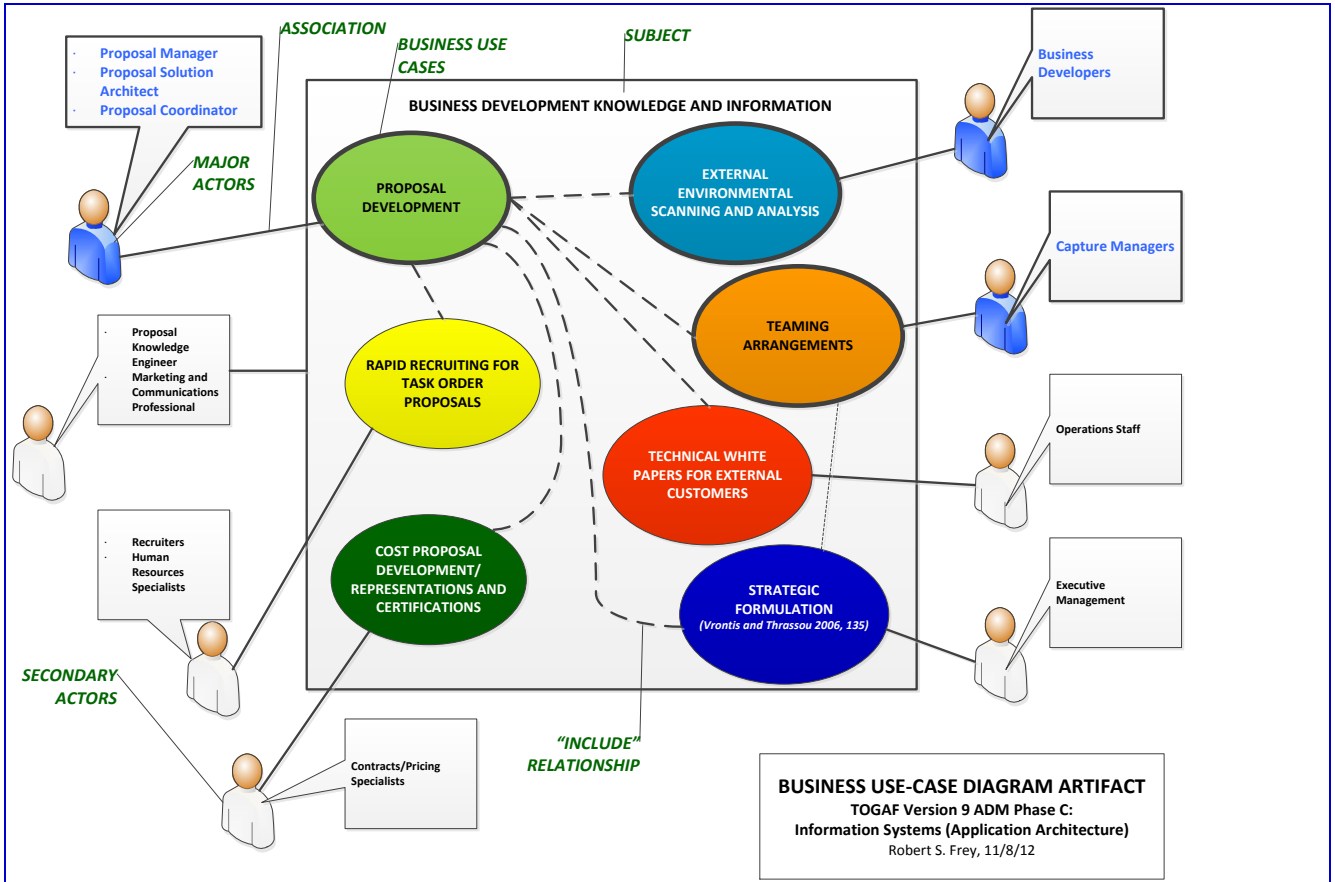 ASSOCIATION
BUSINESS USE
CASES
SUBJECT
· Proposal Manager
· Proposal Solution
Architect
· Proposal Coordinator
MAJOR
ACTORS
Business
Developers
BUSINESS DEVELOPMENT KNOWLEDGE AND INFORMATION
PROPOSAL
DEVELOPMENT
EXTERNAL
ENVIRONMENTAL
SCANNING AND ANALYSIS
Capture Managers
· Proposal
Knowledge
Engineer
· Marketing and
Communications
Professional
RAPID RECRUITING FOR
TASK ORDER
PROPOSALS
TEAMING
ARRANGEMENTS
Operations Staff
TECHNICAL WHITE
PAPERS FOR EXTERNAL
CUSTOMERS
· Recruiters
· Human
Resources
Specialists
COST PROPOSAL
DEVELOPMENT/
REPRESENTATIONS AND
CERTIFICATIONS
STRATEGIC
FORMULATION
(Vrontis and Thrassou 2006, 135)
Executive
Management
SECONDARY
ACTORS
Contracts/Pricing
Specialists
“INCLUDE”
RELATIONSHIP
BUSINESS USE-CASE DIAGRAM ARTIFACT
TOGAF Version 9 ADM Phase C:
Information Systems (Application Architecture)
Robert S. Frey, 11/8/12